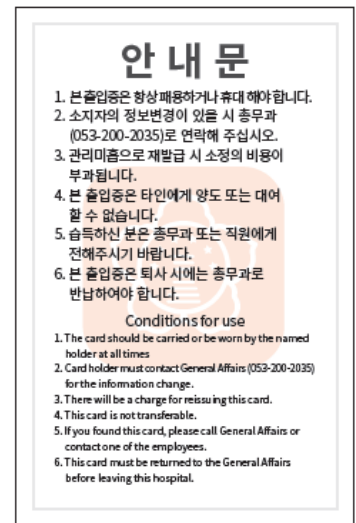 안 내 문
1. 본 출입증은 항상 패용하거나 휴대 해야 합니다.
2. 소지자의 정보변경이 있을 시 총무과
(053-200-2035)로 연락해 주십시오.
3. 관리미흡으로 재발급 시 소정의 비용이
부과됩니다.
4. 본 출입증은 타인에게 양도 또는 대여
할 수 없습니다.
5. 습득하신 분은 총무과 또는 직원에게
전해주시기 바랍니다.
6. 본 출입증은 퇴사 시에는 총무과로
반납하여야 합니다.
Conditions for use
1. The card should be carried or be worn by the named
holder at all times
2. Card holder must contact General Affairs (053-200-2035)
for the information change.
3. There will be a charge for reissuing this card.
4. This card is not transferable.
5. If you found this card, please call General Affairs or
contact one of the employees.
6. This card must be returned to the General Affairs
before leaving this hospital.